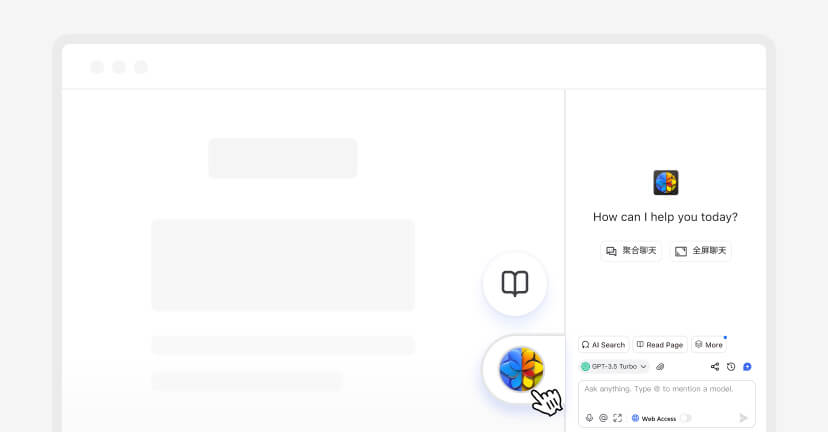 How can I help you today?
聚合聊天 全屏聊天
AI Search Read Page More
GPT-3.5 Turbo
Ask anything. Type @ to mention a model.
Web Access